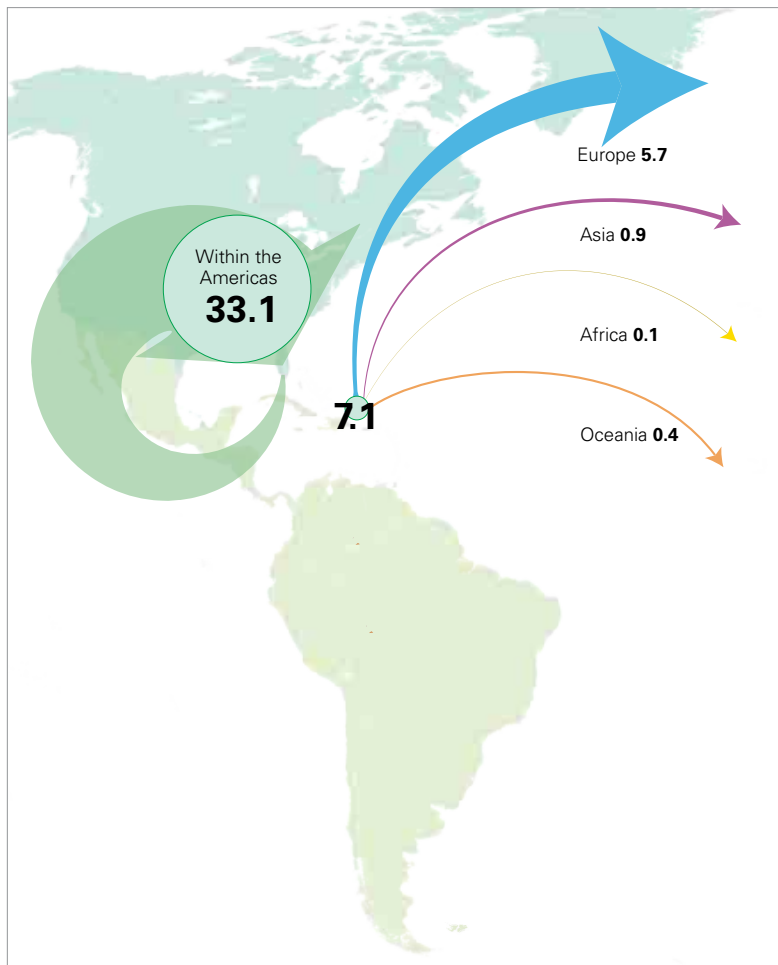 Europe 5.7
Within the
Americas
33.1
Asia 0.9
Africa 0.1
7.1
Oceania 0.4